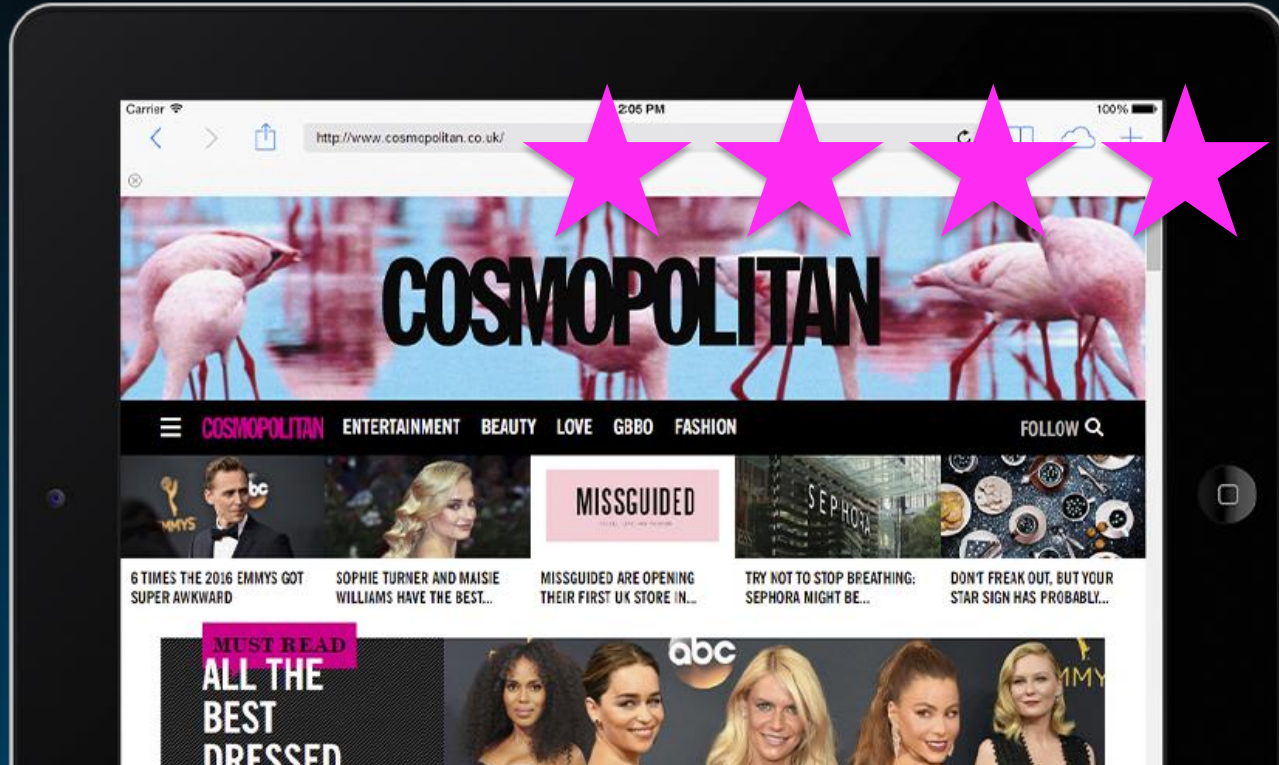 Carrier
2:05 PM
100%
http://www.cosmopolitan.co.uk/
COSMOPOLITAN
COSMOPOLITAN ENTERTAINMENT BEAUTY LOVE GBBO FASHION
FOLLOW
abc
EMMYS
MISSGUIDED
SEPHORA
6 TIMES THE 2016 EMMYS GOT
SUPER AWKWARD
SOPHIE TURNER AND MAISIE
WILLIAMS HAVE THE BEST...
MISSGUIDED ARE OPENING
THEIR FIRST UK STORE IN...
TRY NOT TO STOP BREATHING:
SEPHORA MIGHT BE...
DON'T FREAK OUT, BUT YOUR
STAR SIGN HAS PROBABLY...
MUST READ
ALL THE
BEST
DRESSED
abc
MMY